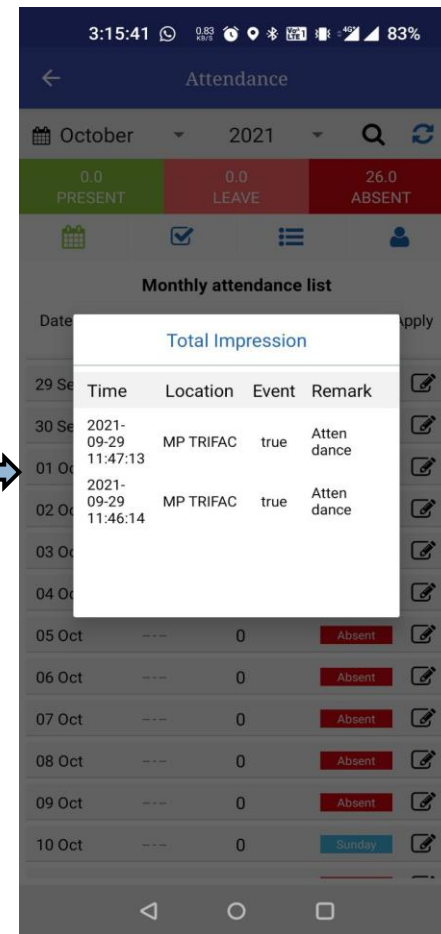 3:15:41 0.83 KB/S 4G 83%
Attendance
October 2021
0.0 0.0 26.0
PRESENT LEAVE ABSENT
Monthly attendance list
Date Apply
Total Impression
Time Location Event Remark
29 Se
2021-
09-29 MP TRIFAC true Atten
11:47:13 dance
30 Se
2021-
09-29 MP TRIFAC true Atten
11:46:14 dance
01 Oc
02 Oc
03 Oc
04 Oc
05 Oct --- 0 Absent
06 Oct --- 0 Absent
07 Oct --- 0 Absent
08 Oct --- 0 Absent
09 Oct --- 0 Absent
10 Oct --- 0 Sunday